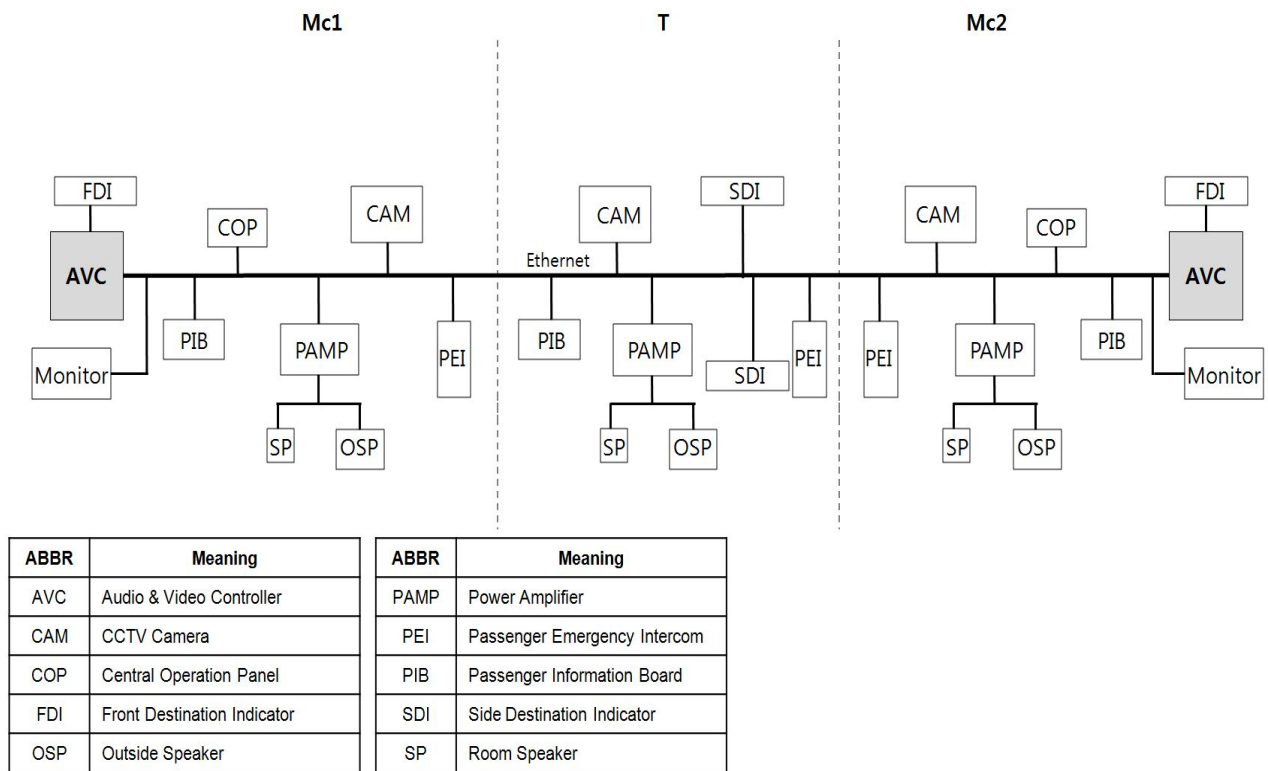 Mc1 T Mc2
FDI SDI FDI
CAM CAM CAM
COP COP
Ethernet
AVC AVC
PIB PAMP PEI PIB PAMP SDI PEI PEI PAMP PIB
Monitor Monitor
SP OSP SP OSP SP OSP
ABBR Meaning
AVC Audio & Video Controller
CAM CCTV Camera
COP Central Operation Panel
FDI Front Destination Indicator
OSP Outside Speaker
ABBR Meaning
PAMP Power Amplifier
PEI Passenger Emergency Intercom
PIB Passenger Information Board
SDI Side Destination Indicator
SP Room Speaker